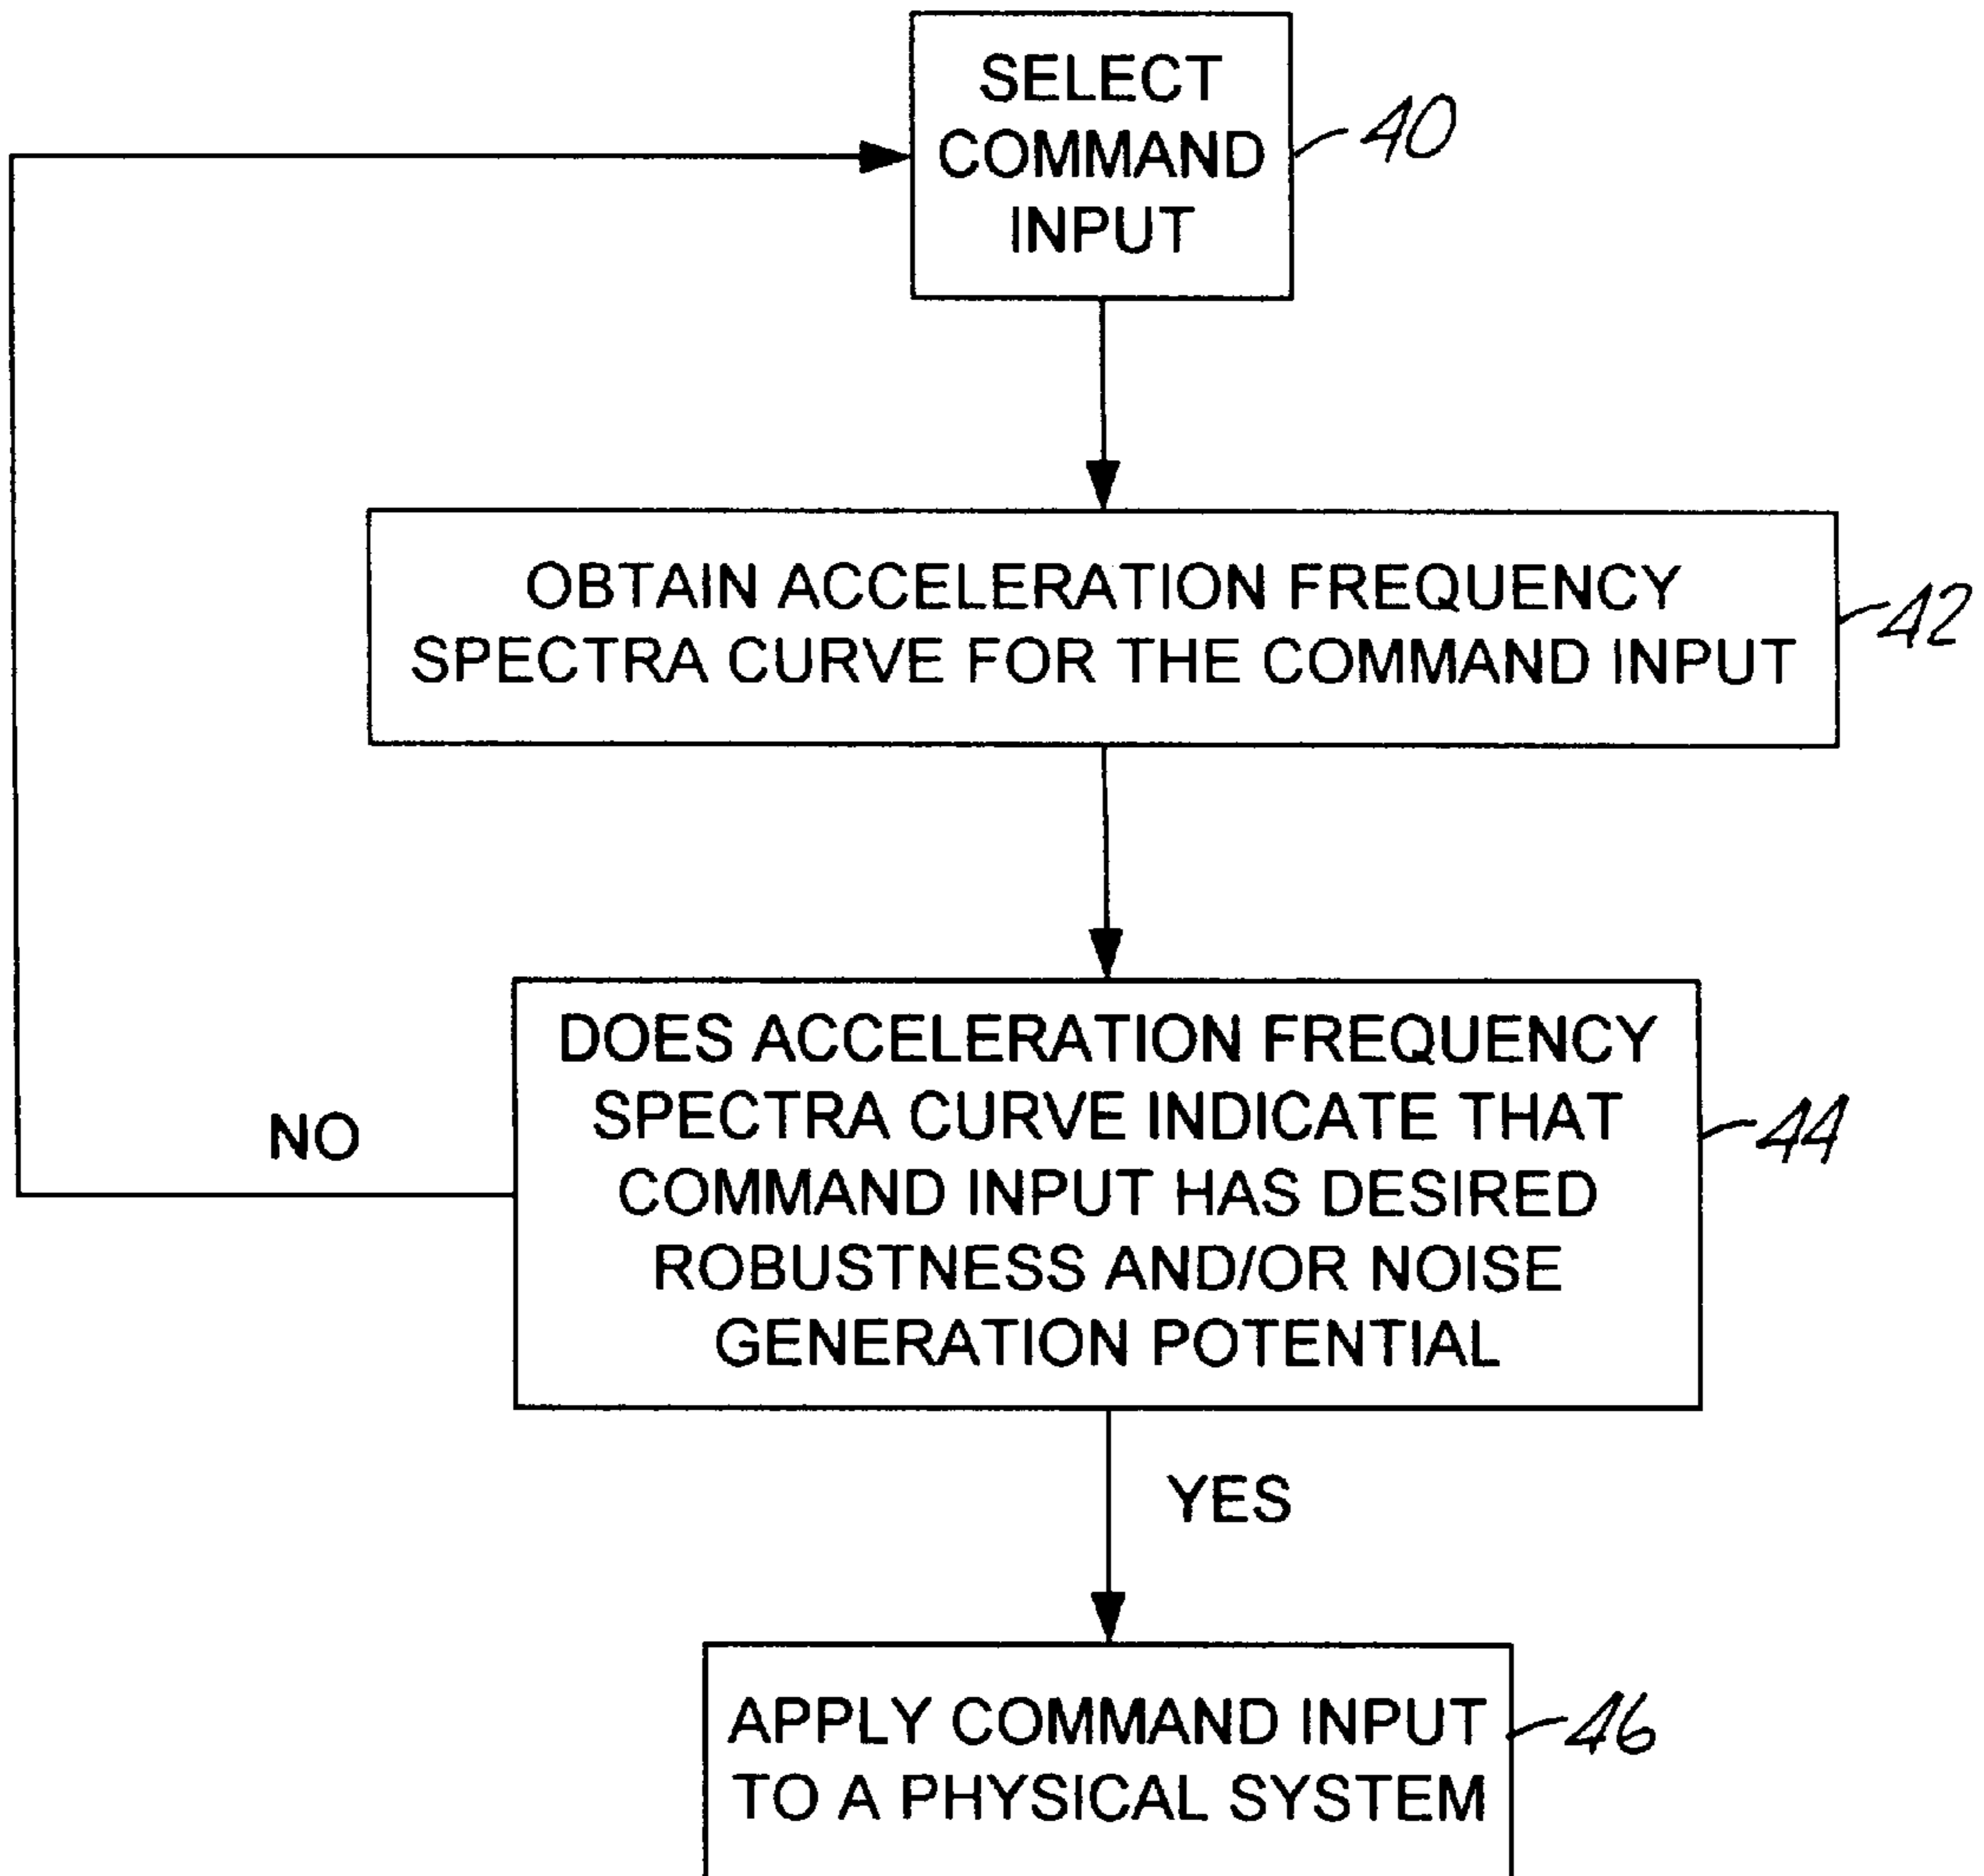 SELECT
COMMAND
INPUT
40
OBTAIN ACCELERATION FREQUENCY
SPECTRA CURVE FOR THE COMMAND INPUT
42
DOES ACCELERATION FREQUENCY
SPECTRA CURVE INDICATE THAT
COMMAND INPUT HAS DESIRED
ROBUSTNESS AND/OR NOISE
GENERATION POTENTIAL
44
NO
YES
APPLY COMMAND INPUT
TO A PHYSICAL SYSTEM
46